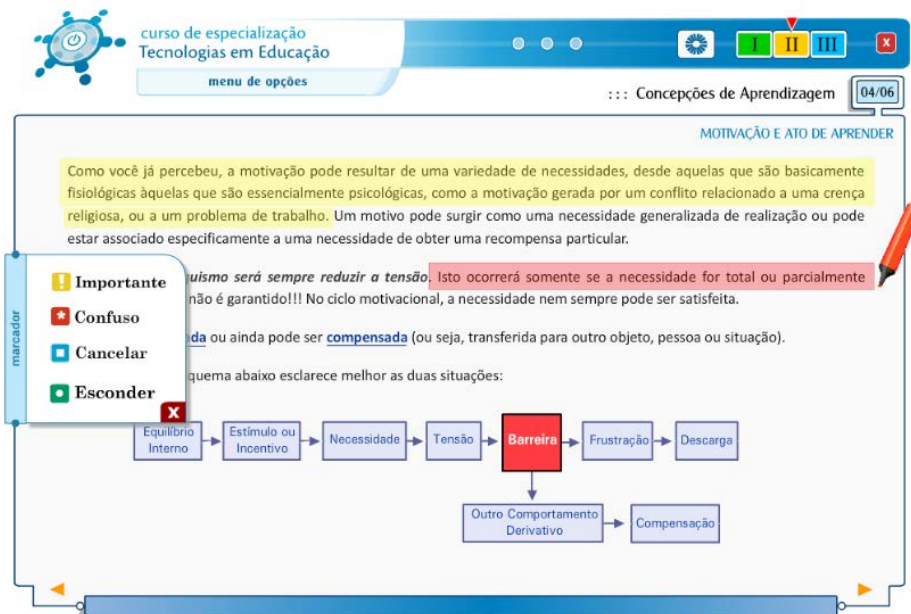 curso de especialização
Tecnologias em Educação
menu de opções
I II III X
::: Concepções de Aprendizagem 04/06
MOTIVAÇÃO E ATO DE APRENDER
Como você já percebeu, a motivação pode resultar de uma variedade de necessidades, desde aquelas que são basicamente
fisiológicas àquelas que são essencialmente psicológicas, como a motivação gerada por um conflito relacionado a uma crença
religiosa, ou a um problema de trabalho. Um motivo pode surgir como uma necessidade generalizada de realização ou pode
estar associado especificamente a uma necessidade de obter uma recompensa particular.
será sempre reduzir a tensão. Isto ocorrerá somente se a necessidade for total ou parcialmente
não é garantido!!! No ciclo motivacional, a necessidade nem sempre pode ser satisfeita.
ou ainda pode ser compensada (ou seja, transferida para outro objeto, pessoa ou situação).
abaixo esclarece melhor as duas situações:
marcador
Importante
Confuso
Cancelar
Esconder
X
Equilíbrio
Interno
Estímulo ou
Incentivo
Necessidade
Tensão
Barreira
Frustração
Descarga
Outro Comportamento
Derivativo
Compensação